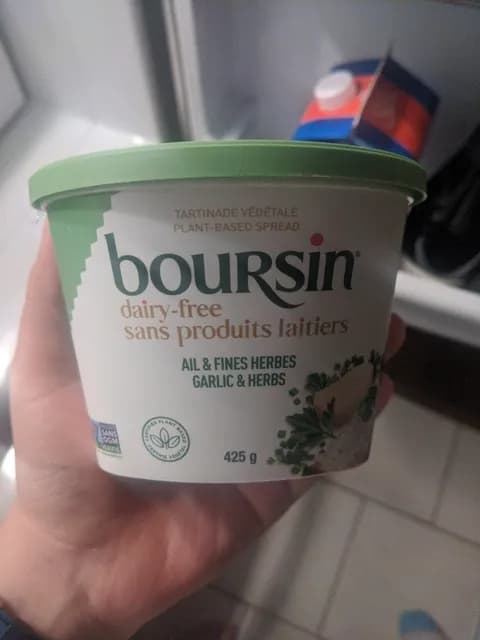 TARTINADE VÉGÉTALE
PLANT-BASED SPREAD
boursin
dairy-free
sans produits laitiers
AIL & FINES HERBES
GARLIC & HERBS
425 g